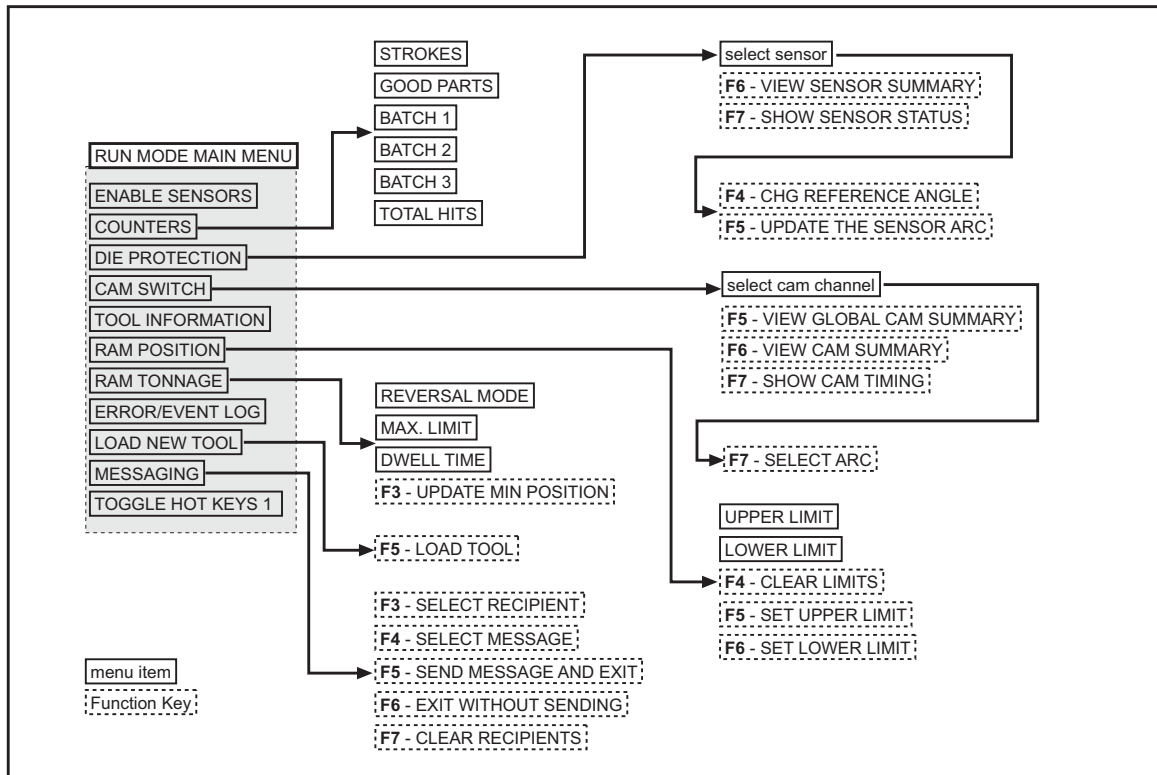 RUN MODE MAIN MENU
ENABLE SENSORS
COUNTERS
DIE PROTECTION
CAM SWITCH
TOOL INFORMATION
RAM POSITION
RAM TONNAGE
ERROR/EVENT LOG
LOAD NEW TOOL
MESSAGING
TOGGLE HOT KEYS 1
menu item
Function Key
STROKES
GOOD PARTS
BATCH 1
BATCH 2
BATCH 3
TOTAL HITS
REVERSAL MODE
MAX. LIMIT
DWELL TIME
F3 - UPDATE MIN POSITION
F5 - LOAD TOOL
F3 - SELECT RECIPIENT
F4 - SELECT MESSAGE
F5 - SEND MESSAGE AND EXIT
F6 - EXIT WITHOUT SENDING
F7 - CLEAR RECIPIENTS
select sensor
F6 - VIEW SENSOR SUMMARY
F7 - SHOW SENSOR STATUS
F4 - CHG REFERENCE ANGLE
F5 - UPDATE THE SENSOR ARC
select cam channel
F5 - VIEW GLOBAL CAM SUMMARY
F6 - VIEW CAM SUMMARY
F7 - SHOW CAM TIMING
F7 - SELECT ARC
UPPER LIMIT
LOWER LIMIT
F4 - CLEAR LIMITS
F5 - SET UPPER LIMIT
F6 - SET LOWER LIMIT